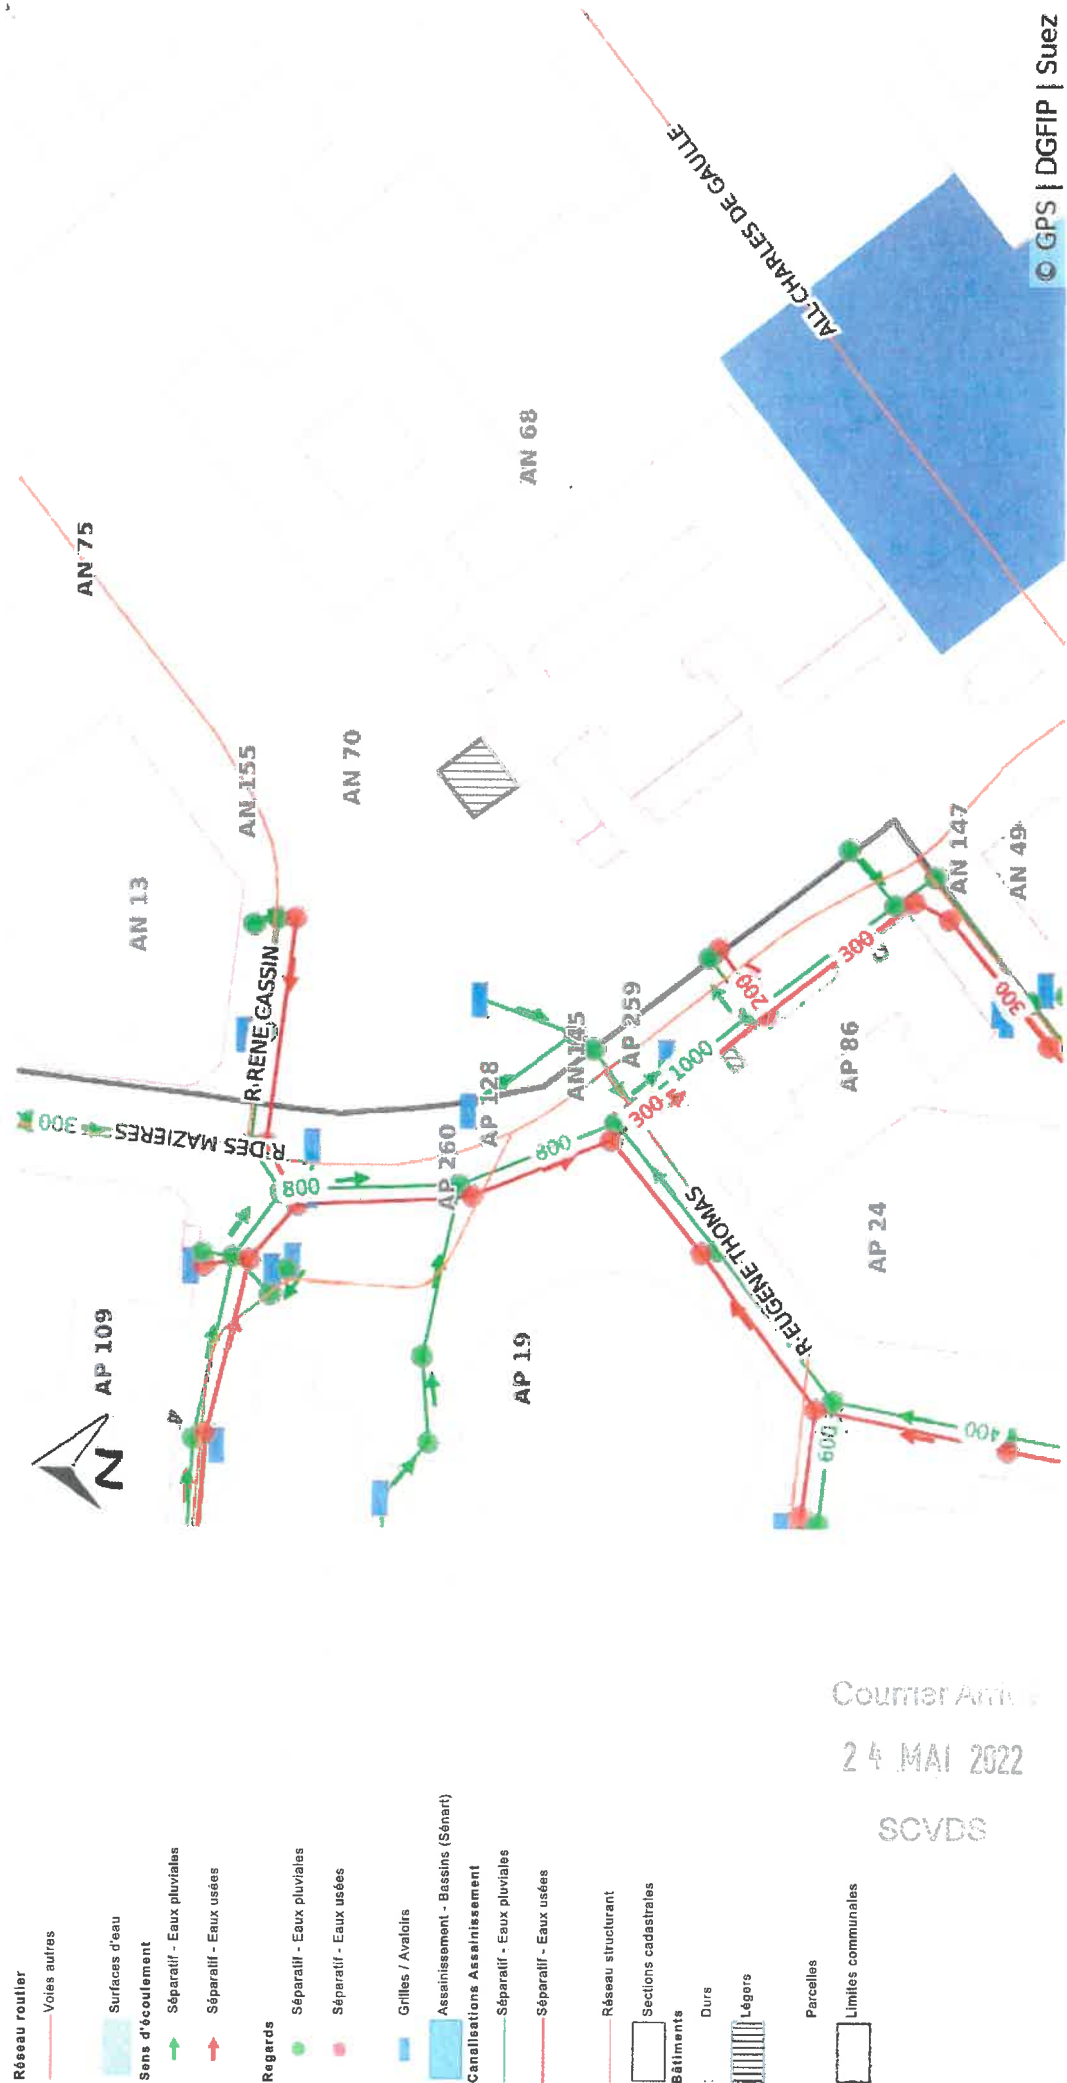 AN 75
AN 155
AN 13
AN 70
AN 68
ALL CHARLES DE GAULLE
© GPS | DGFIP | Suez
R RENE CASSIN
R DES MAZIERES
300
800
AP 109
N
AP 260
AP 128
AN 145
AP 259
800
300
1000
200
300
300
AN 147
AN 49
AP 86
AP 24
AP 19
R EUGENE THOMAS
600
400
Réseau routier
Voies autres
Surfaces d'eau
Sens d'écoulement
Séparatif - Eaux pluviales
Séparatif - Eaux usées
Regards
Séparatif - Eaux pluviales
Séparatif - Eaux usées
Grilles / Avaloirs
Assainissement - Bassins (Sénart)
Canalisations Assainissement
Séparatif - Eaux pluviales
Séparatif - Eaux usées
Réseau structurant
Sections cadastrales
Bâtiments
Durs
Légers
Parcelles
Limites communales
Courrier
24 MAI 2022
SCVDS